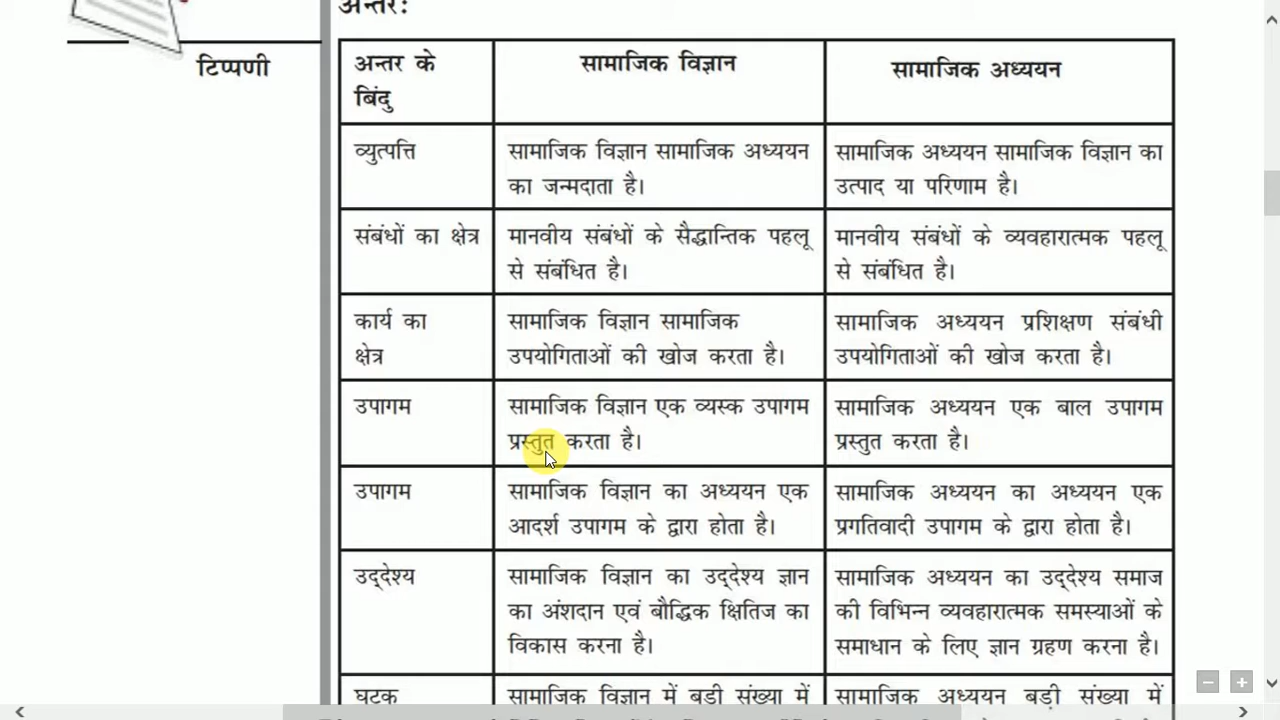 अन्तर:
टिप्पणी
अन्तर के
बिंदु
सामाजिक विज्ञान
सामाजिक अध्ययन
व्युत्पत्ति
सामाजिक विज्ञान सामाजिक अध्ययन
का जन्मदाता है।
सामाजिक अध्ययन सामाजिक विज्ञान का
उत्पाद या परिणाम है।
संबंधों का क्षेत्र
मानवीय संबंधों के सैद्धान्तिक पहलू
से संबंधित है।
मानवीय संबंधों के व्यवहारात्मक पहलू
से संबंधित है।
कार्य का
क्षेत्र
सामाजिक विज्ञान सामाजिक
उपयोगिताओं की खोज करता है।
सामाजिक अध्ययन प्रशिक्षण संबंधी
उपयोगिताओं की खोज करता है।
उपागम
सामाजिक विज्ञान एक व्यस्क उपागम
प्रस्तुत करता है।
सामाजिक अध्ययन एक बाल उपागम
प्रस्तुत करता है।
उपागम
सामाजिक विज्ञान का अध्ययन एक
आदर्श उपागम के द्वारा होता है।
सामाजिक अध्ययन का अध्ययन एक
प्रगतिवादी उपागम के द्वारा होता है।
उद्‌देश्य
सामाजिक विज्ञान का उद्‌देश्य ज्ञान
का अंशदान एवं बौद्धिक क्षितिज का
विकास करना है।
सामाजिक अध्ययन का उद्‌देश्य समाज
की विभिन्न व्यवहारात्मक समस्याओं के
समाधान के लिए ज्ञान ग्रहण करना है।
घटक
सामाजिक विज्ञान में बड़ी संख्या में
सामाजिक अध्ययन बड़ी संख्या में